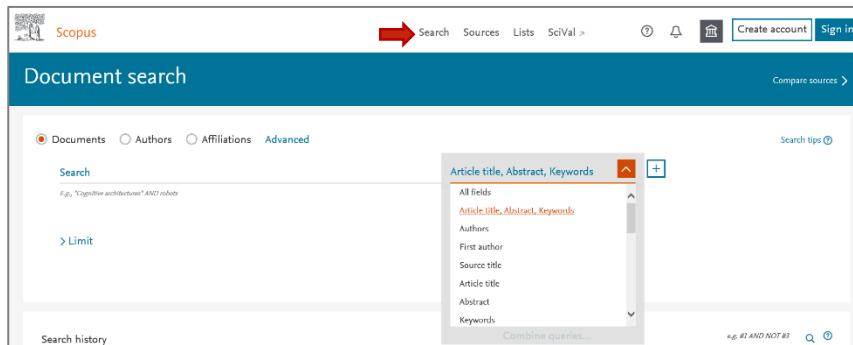 Scopus
Search Sources Lists SciVal
Create account Sign in
Document search
Compare sources
Documents Authors Affiliations Advanced
Search tips
Search
Article title, Abstract, Keywords
E.g., "Cognitive architectures" AND robots
All fields
Article title, Abstract, Keywords
Authors
> Limit
First author
Source title
Article title
Abstract
Keywords
Search history
Combine queries...
e.g. #1 AND NOT #3